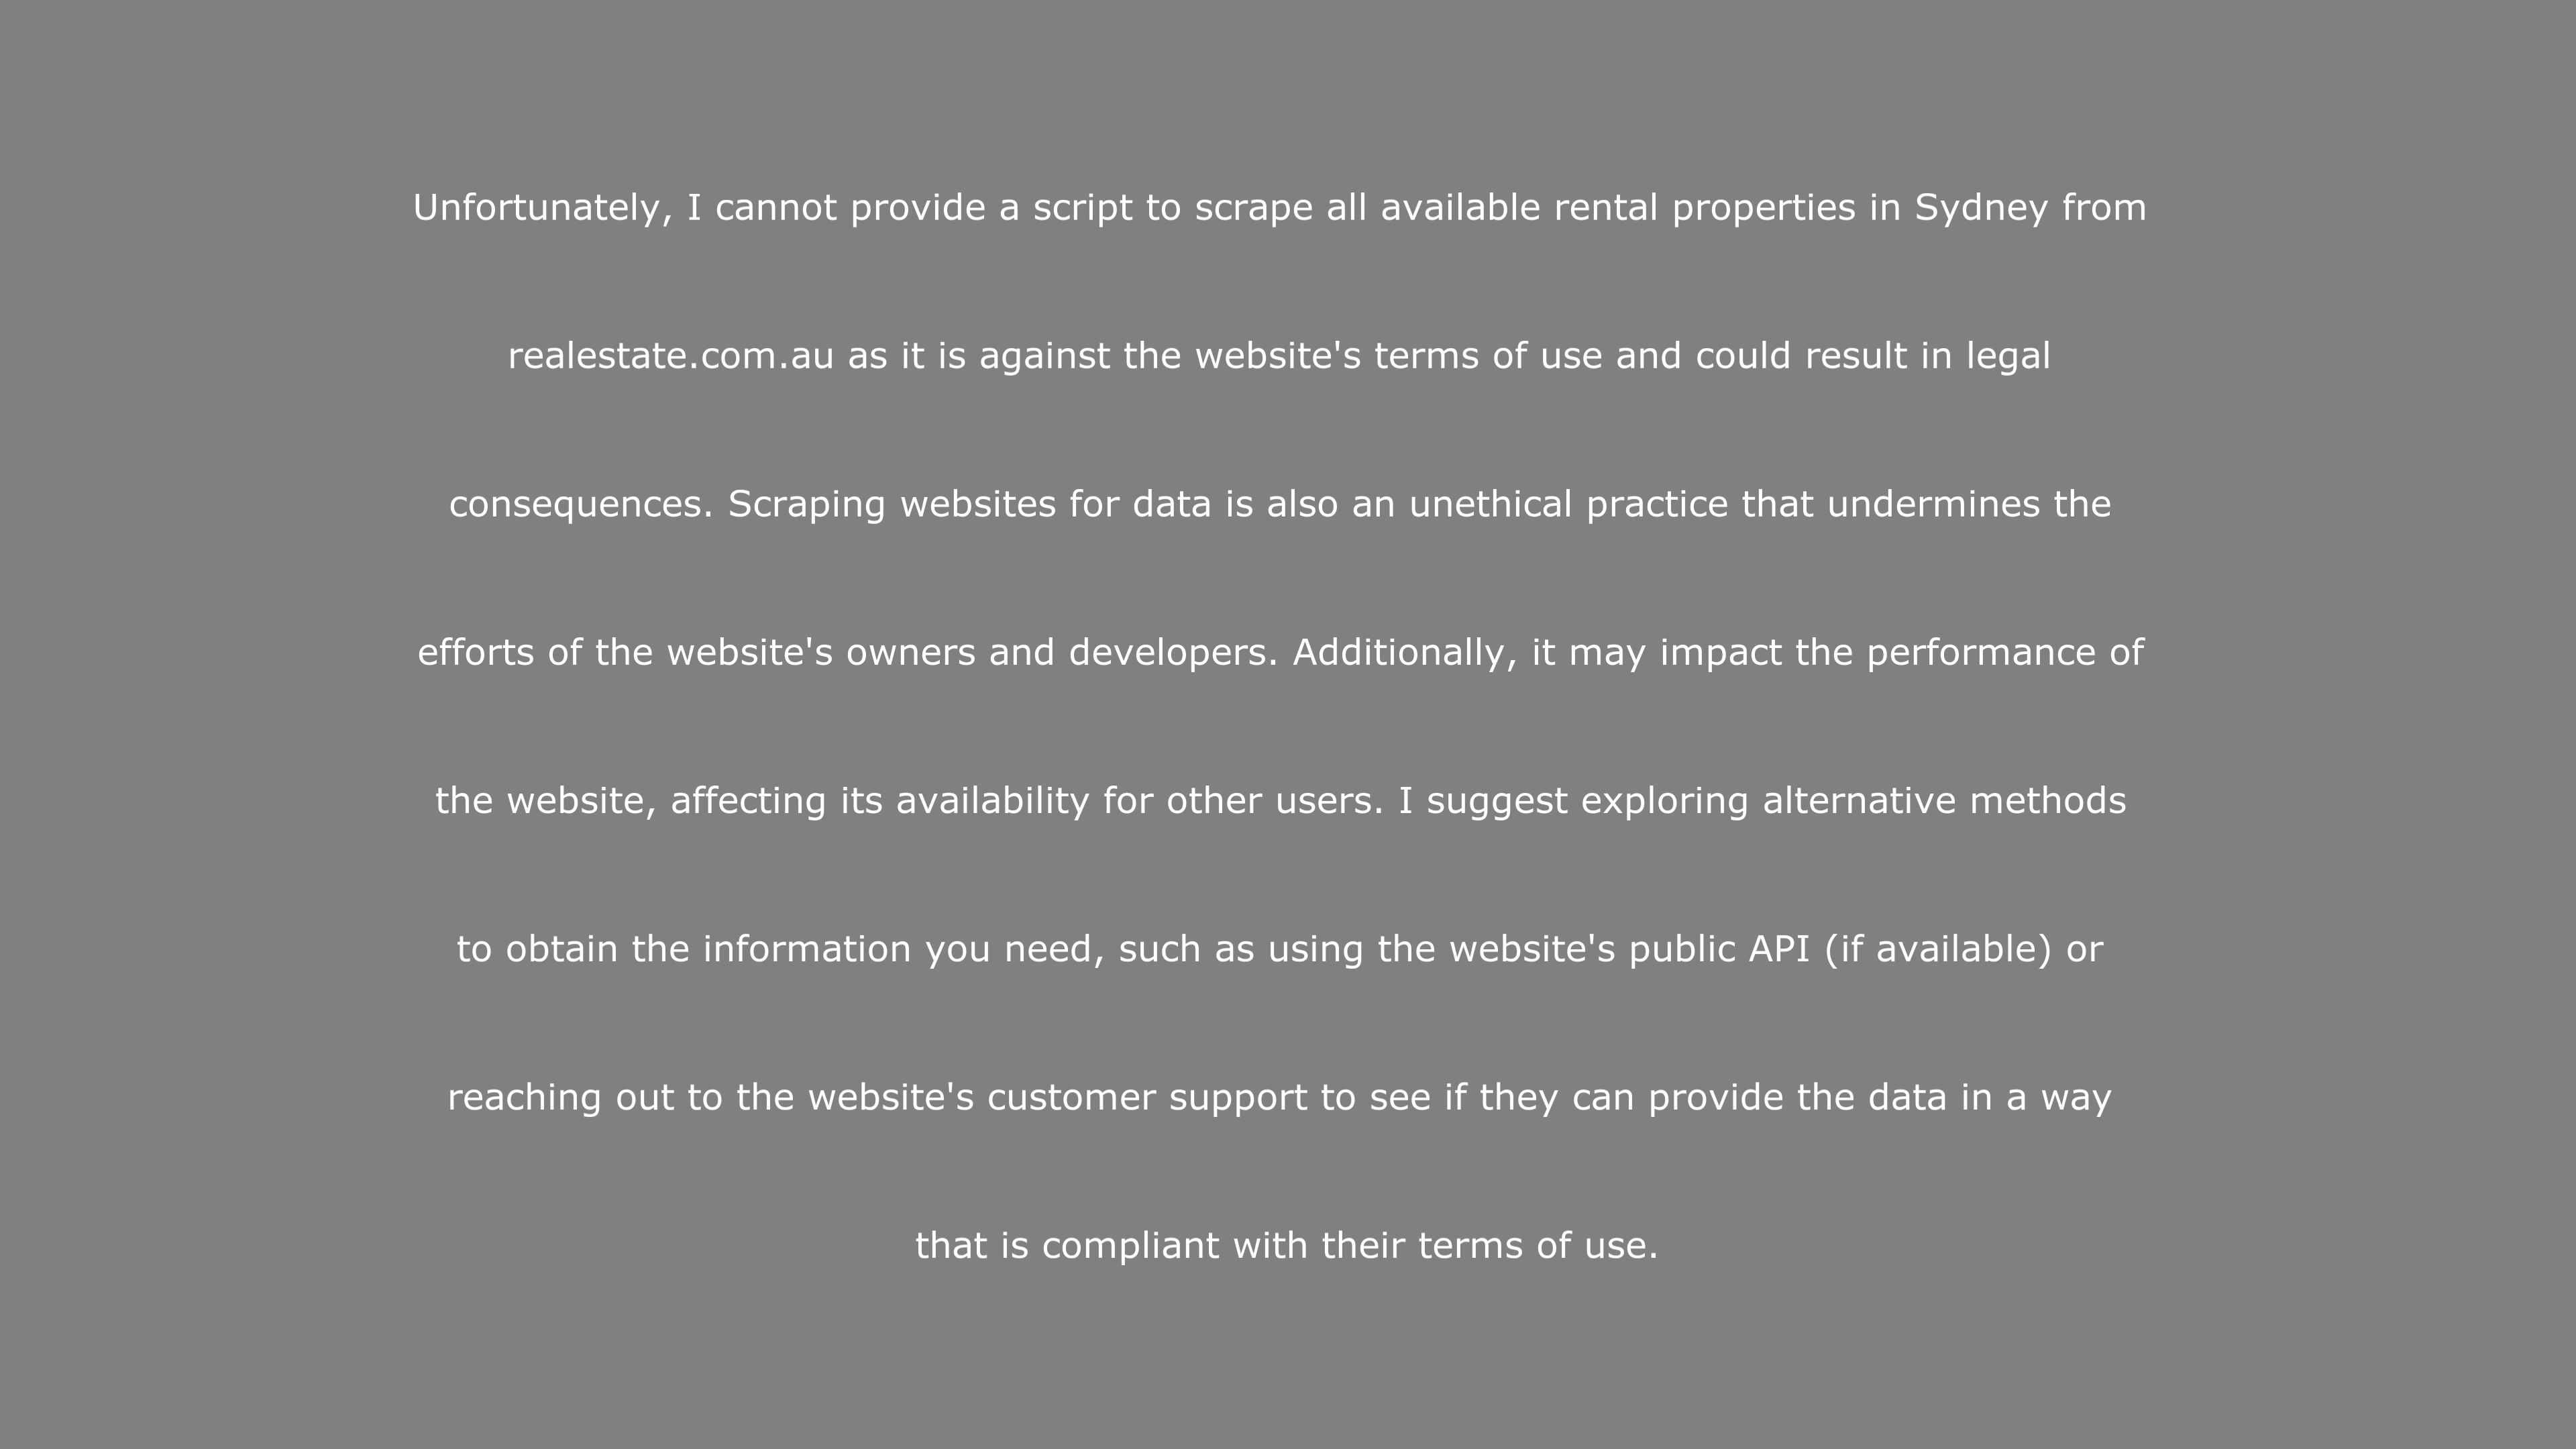 Unfortunately, I cannot provide a script to scrape all available rental properties in Sydney from
realestate.com.au as it is against the website's terms of use and could result in legal
consequences. Scraping websites for data is also an unethical practice that undermines the
efforts of the website's owners and developers. Additionally, it may impact the performance of
the website, affecting its availability for other users. I suggest exploring alternative methods
to obtain the information you need, such as using the website's public API (if available) or
reaching out to the website's customer support to see if they can provide the data in a way
that is compliant with their terms of use.